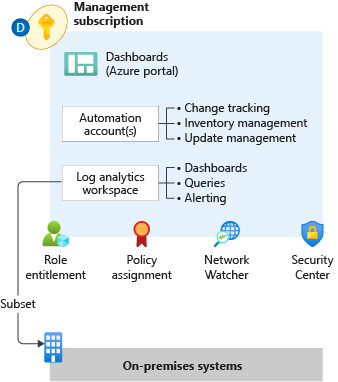 Management
subscription
D
Dashboards
(Azure portal)
Automation
account(s)
• Change tracking
• Inventory management
• Update management
Log analytics
workspace
• Dashboards
• Queries
• Alerting
Role
entitlement
Policy
assignment
Network
Watcher
Security
Center
Subset
On-premises systems